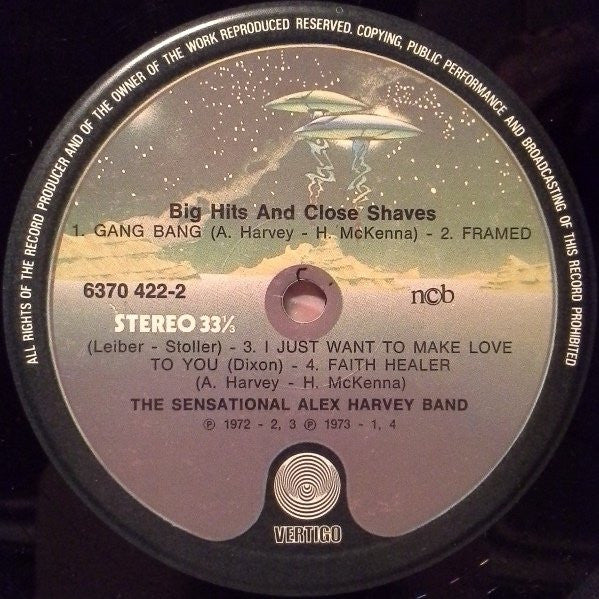 ALL RIGHTS OF THE RECORD PRODUCER AND OF THE OWNER OF THE WORK REPRODUCED RESERVED. COPYING, PUBLIC PERFORMANCE AND BROADCASTING OF THIS RECORD PROHIBITED
Big Hits And Close Shaves
1. GANG BANG (A. Harvey - H. McKenna) - 2. FRAMED
6370 422-2
ncb
STEREO 33⅓
(Leiber - Stoller) - 3. I JUST WANT TO MAKE LOVE
TO YOU (Dixon) - 4. FAITH HEALER
(A. Harvey - H. McKenna)
THE SENSATIONAL ALEX HARVEY BAND
℗ 1972 - 2, 3 ℗ 1973 - 1, 4
VERTIGO